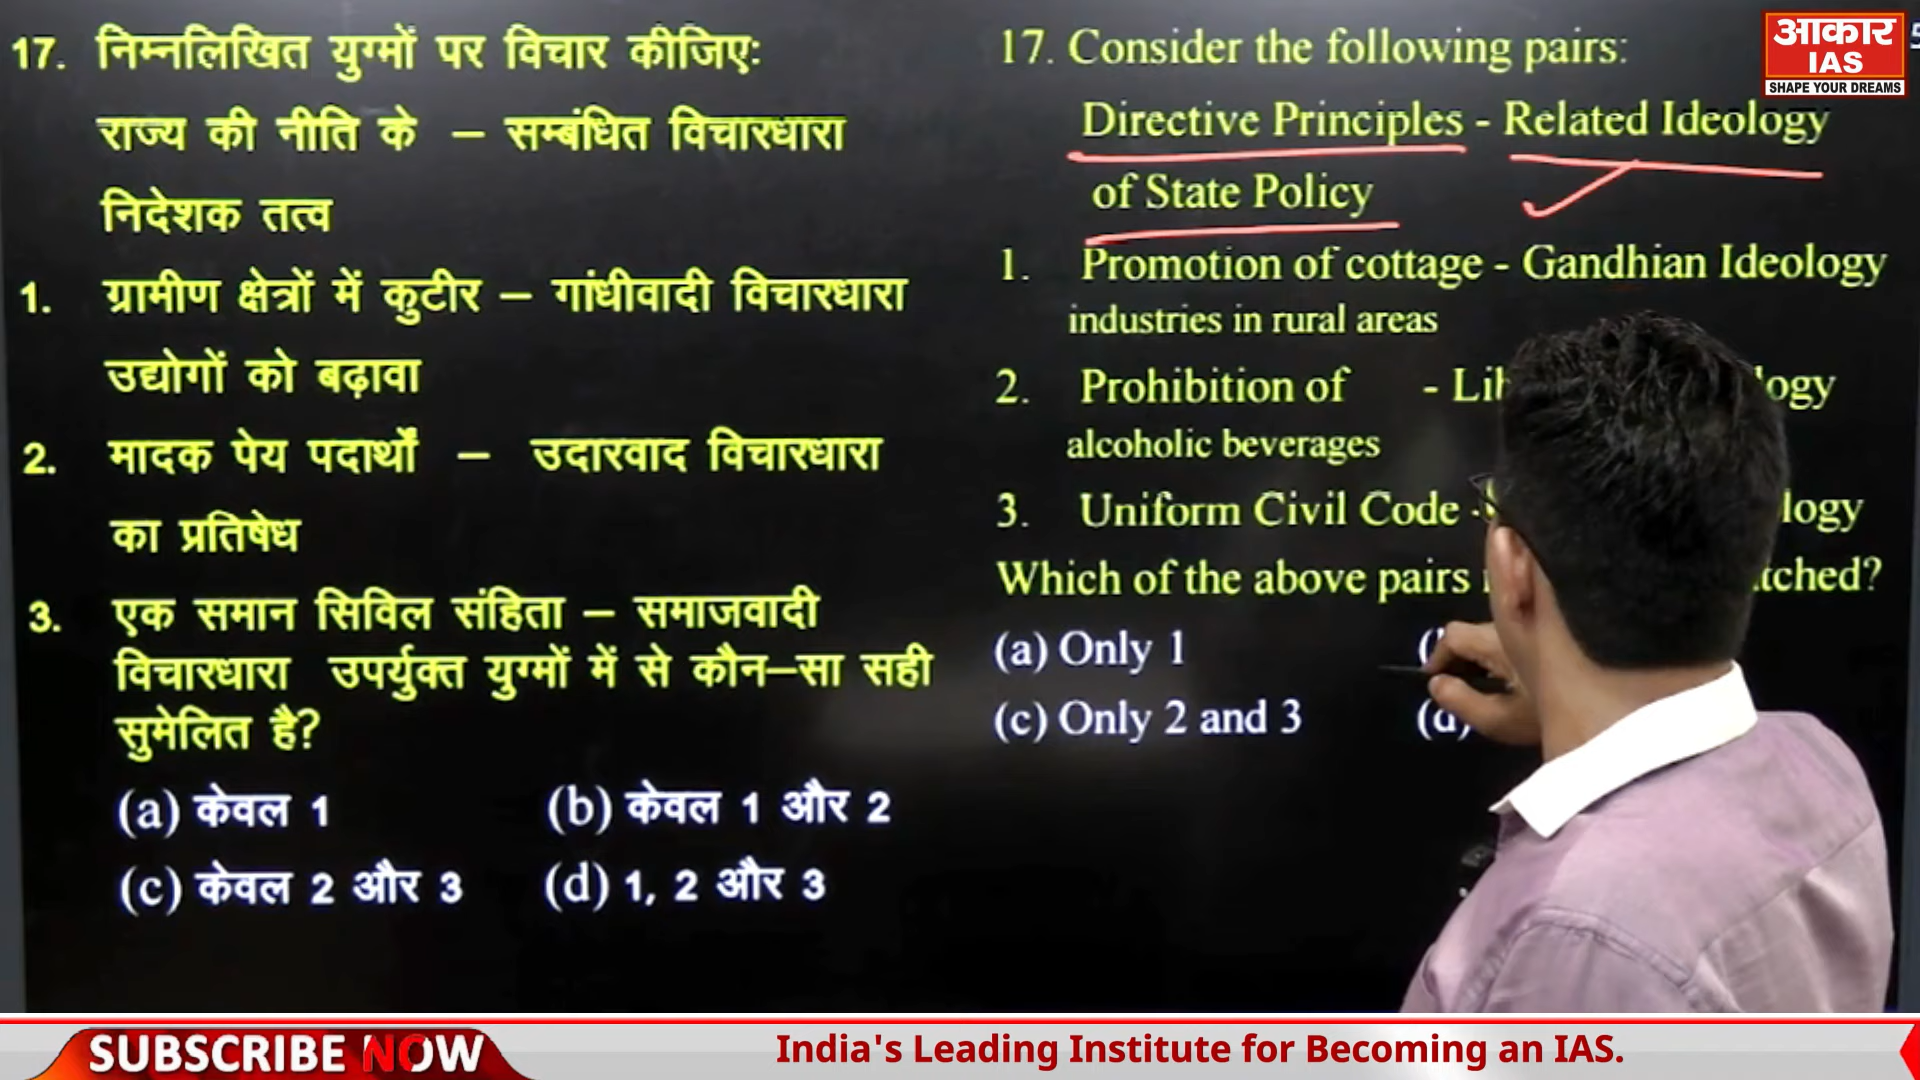 17. निम्नलिखित युग्मों पर विचार कीजिए:
राज्य की नीति के – सम्बंधित विचारधारा
निदेशक तत्व
1. ग्रामीण क्षेत्रों में कुटीर – गांधीवादी विचारधारा
उद्योगों को बढ़ावा
2. मादक पेय पदार्थों – उदारवाद विचारधारा
का प्रतिषेध
3. एक समान सिविल संहिता – समाजवादी
विचारधारा उपर्युक्त युग्मों में से कौन–सा सही
सुमेलित है?
(a) केवल 1 (b) केवल 1 और 2
(c) केवल 2 और 3 (d) 1, 2 और 3
17. Consider the following pairs:
Directive Principles - Related Ideology
of State Policy
1. Promotion of cottage - Gandhian Ideology
industries in rural areas
2. Prohibition of -
alcoholic beverages
3. Uniform Civil Code -
Which of the above pairs
(a) Only 1
(c) Only 2 and 3
आकार
IAS
SHAPE YOUR DREAMS
SUBSCRIBE NOW
India's Leading Institute for Becoming an IAS.